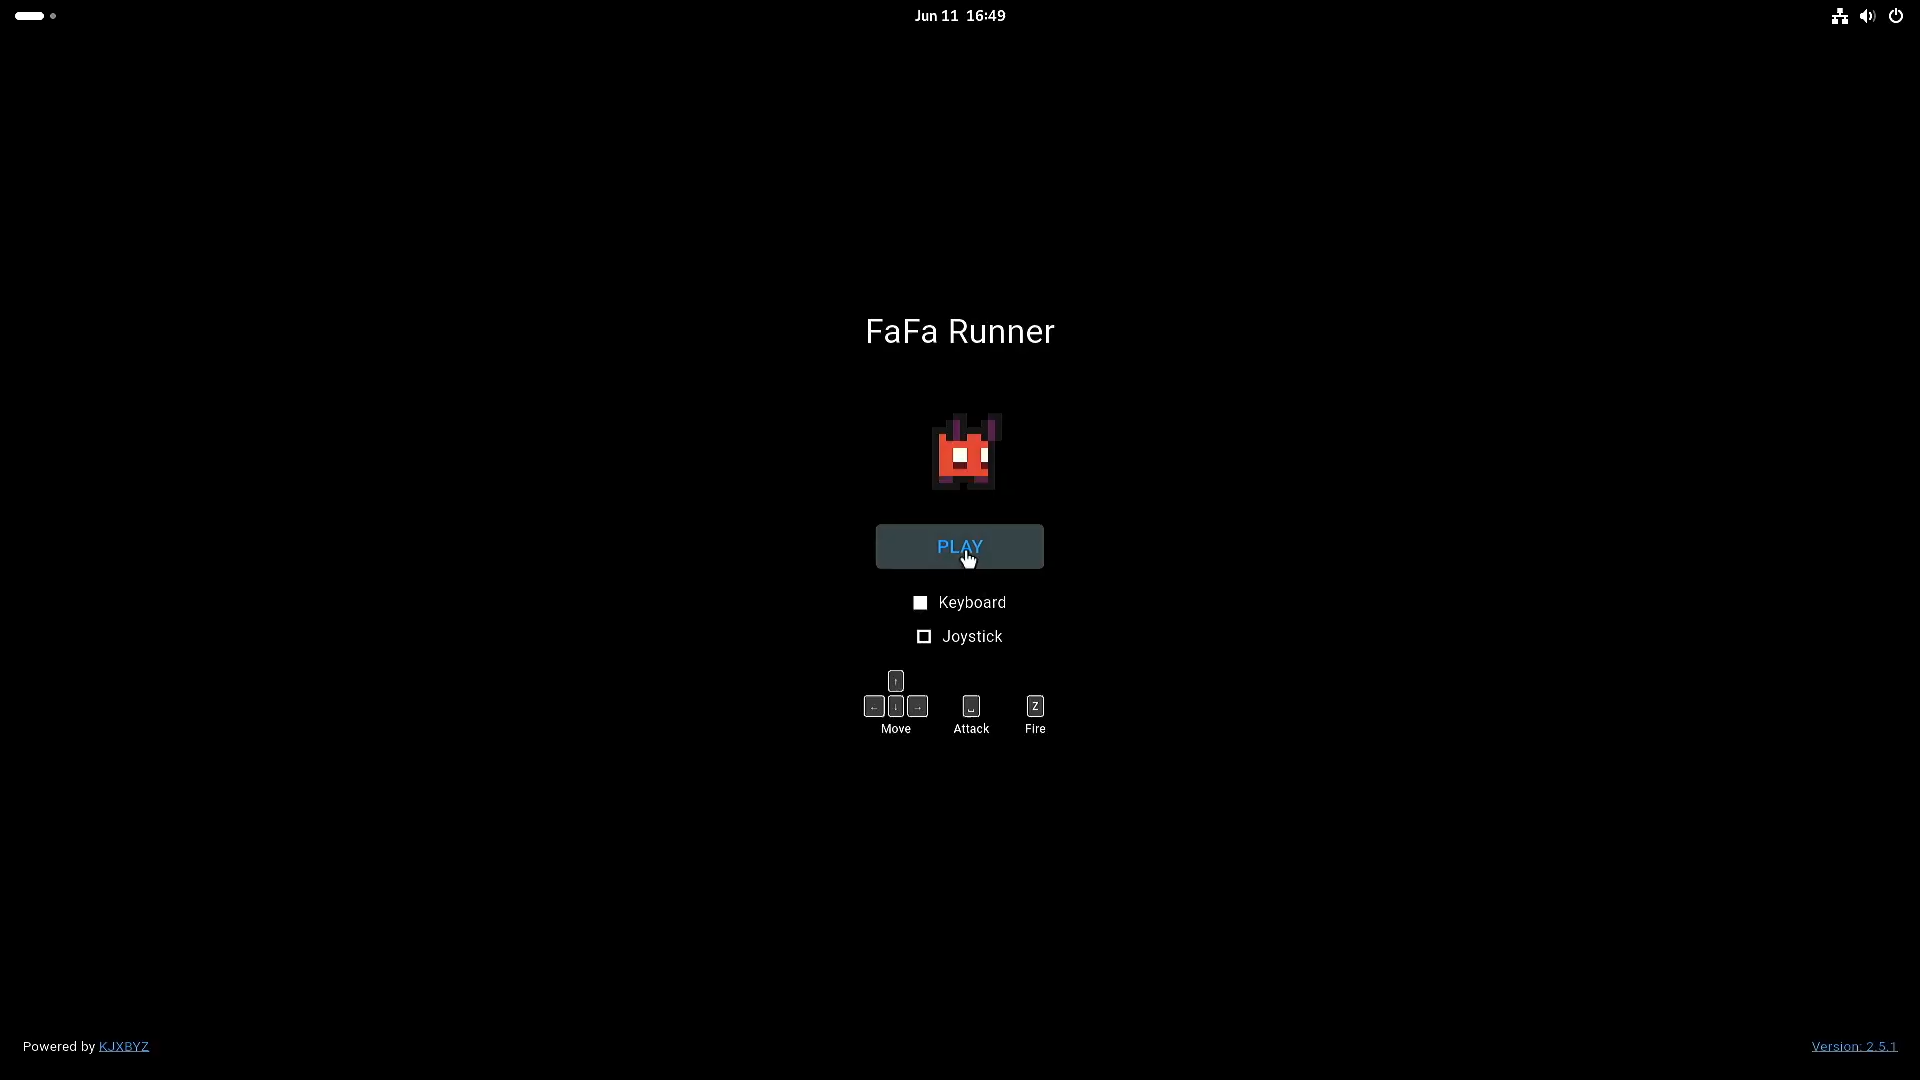 Jun 11 16:49
FaFa Runner
PLAY
Keyboard
Joystick
↑
← ↓ → ␣ Z
Move Attack Fire
Powered by KJXBYZ
Version: 2.5.1